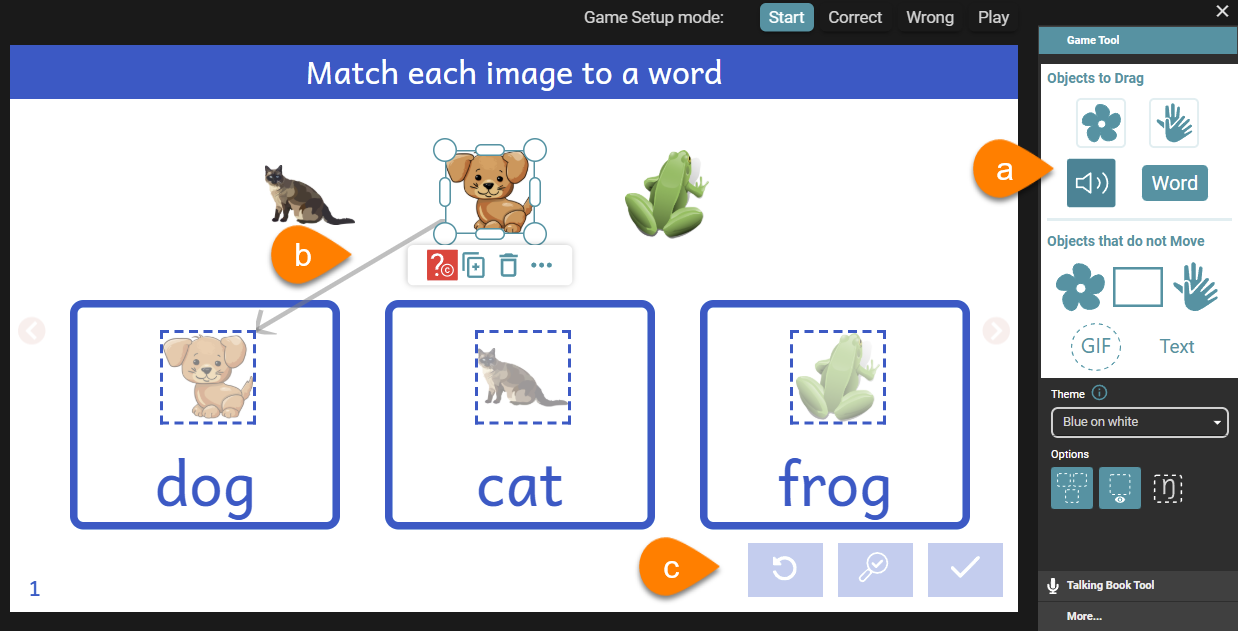 Game Setup mode: Start Correct Wrong Play
Game Tool
Match each image to a word
Objects to Drag
a
Word
b
Objects that do not Move
GIF Text
Theme
Blue on white
Options
dog cat frog
c
1
Talking Book Tool
More...